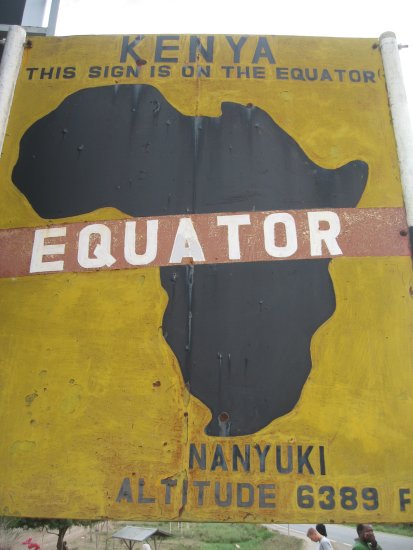 KENYA
THIS SIGN IS ON THE EQUATOR
EQUATOR
NANYUKI
ALTITUDE 6389 F